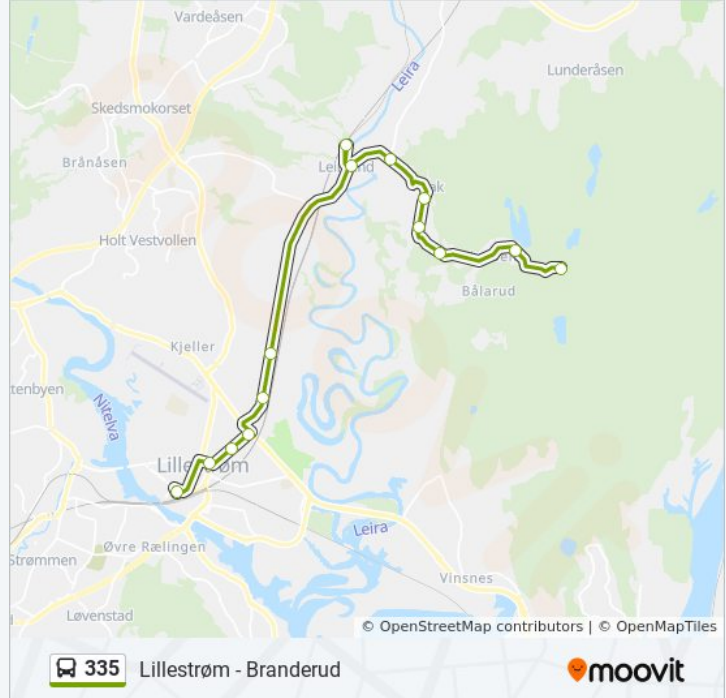 Vardeåsen
Leira
Lunderåsen
Skedsmokorset
Brånåsen
Holt Vestvollen
Bålarud
Kjeller
tenbyen
Nitelva
Lillestrøm
Leira
Øvre Rælingen
Strømmen
Vinsnes
Løvenstad
© OpenStreetMap contributors | © OpenMapTiles
335 Lillestrøm - Branderud moovit